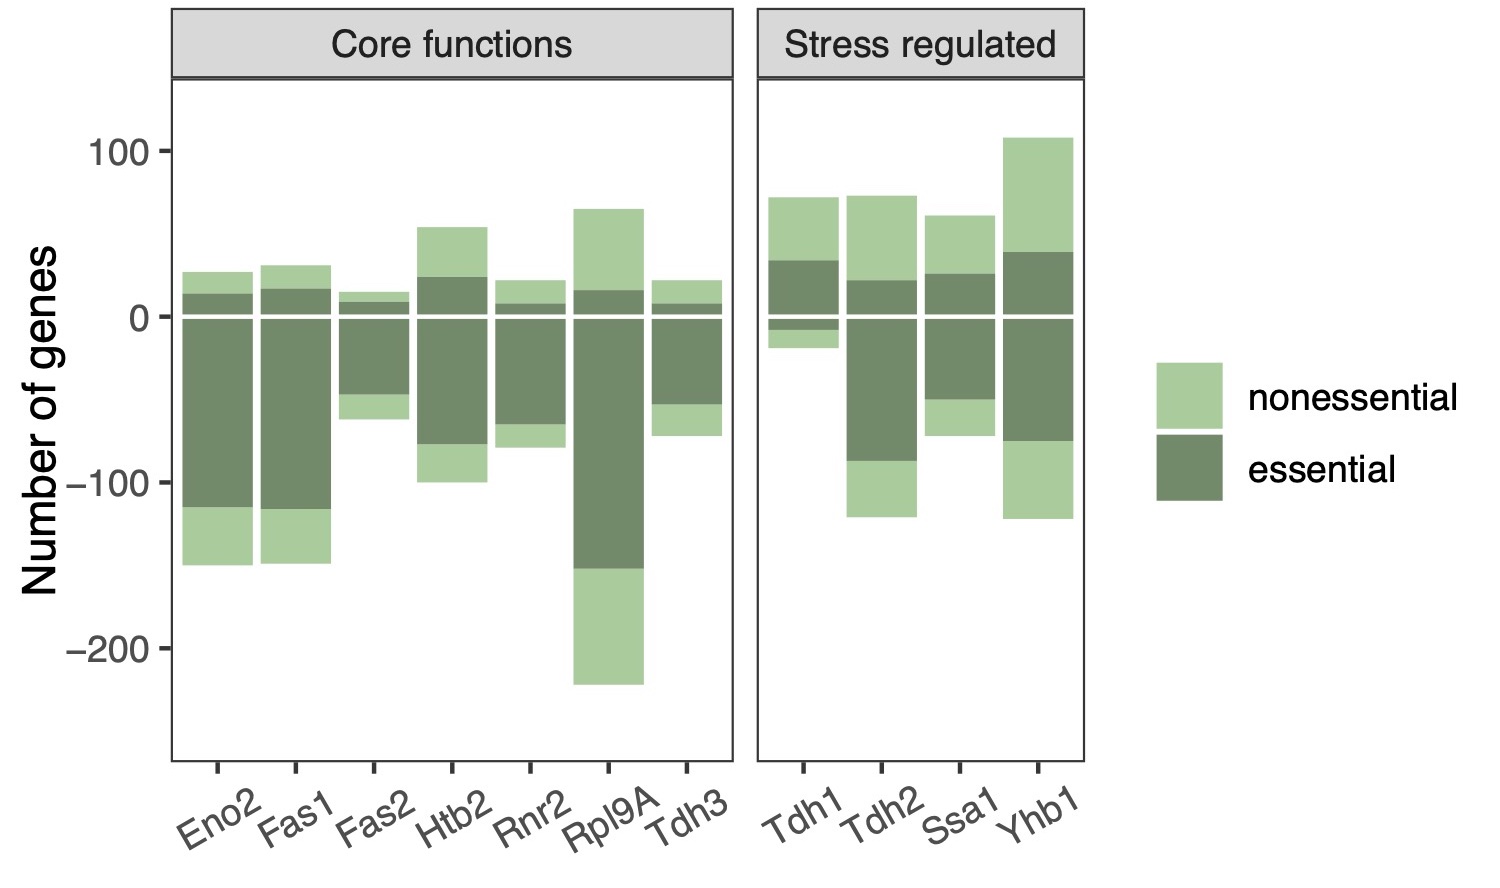 Core functions
Stress regulated
Number of genes
100
0
−100
−200
Eno2
Fas1
Fas2
Htb2
Rnr2
Rpl9A
Tdh3
Tdh1
Tdh2
Ssa1
Yhb1
nonessential
essential